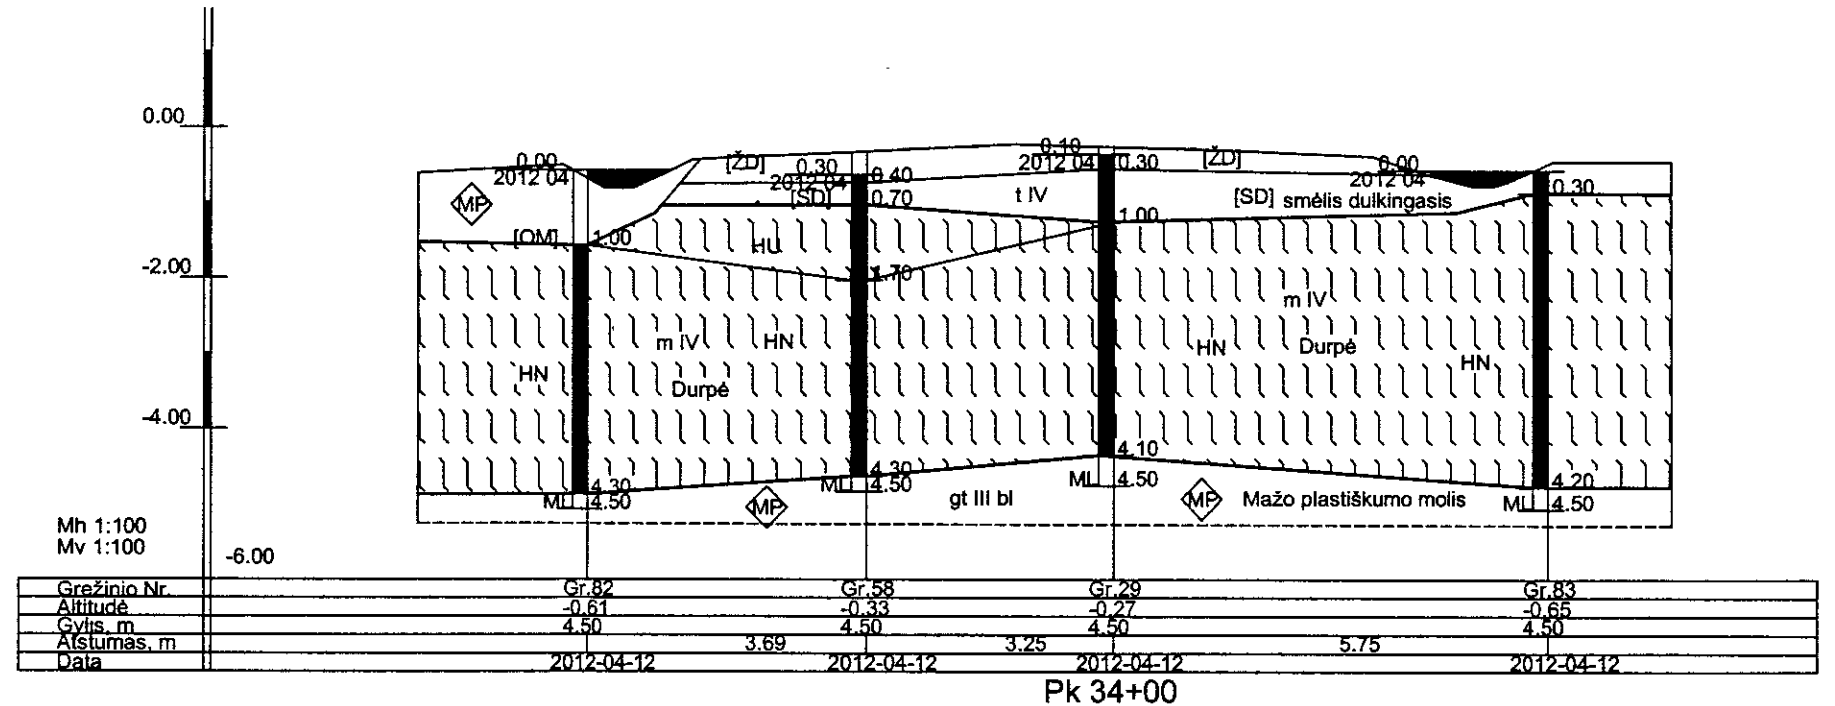 0.00
0.10
0.00 [ŽD] 0.30 0.40 2012 04 0.30 [ŽD] 0.00
2012 04 2012 04 2012 04 0.30
MP [SD] 0.70 t IV [SD] smėlis dulkingasis
[OM] 1.00 HU 1.00
-2.00 1.70
m IV
m IV HN HN Durpė
HN Durpė HN
-4.00
4.10
4.30 4.30 4.20
ML 4.50 ML 4.50 ML 4.50 ML 4.50
MP gt III bl MP Mažo plastiškumo molis
Mh 1:100
Mv 1:100
-6.00
Gręžinio Nr. Gr.82 Gr.58 Gr.29 Gr.83
Altitudė -0.61 -0.33 -0.27 -0.65
Gylis, m 4.50 4.50 4.50 4.50
Atstumas, m 3.69 3.25 5.75
Data 2012-04-12 2012-04-12 2012-04-12 2012-04-12
Pk 34+00